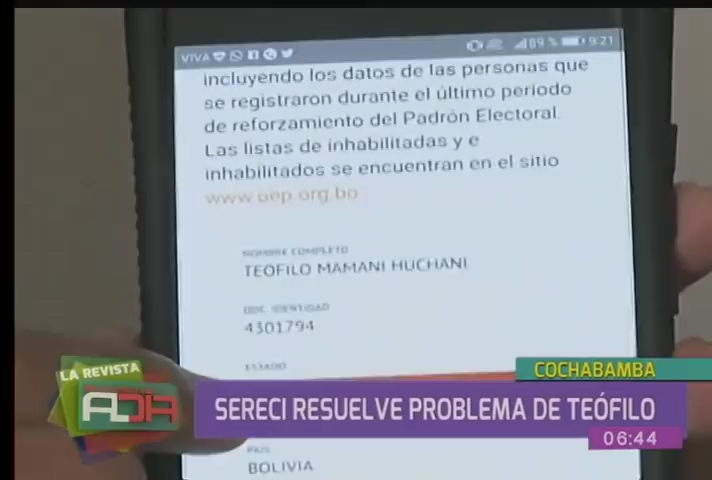 VIVA
89 %
9:21
incluyendo los datos de las personas que
se registraron durante el último periodo
de reforzamiento del Padrón Electoral.
Las listas de inhabilitadas y e
inhabilitados se encuentran en el sitio
www.oep.org.bo
NOMBRE COMPLETO
TEOFILO MAMANI HUCHANI
DOC. IDENTIDAD
4301794
ESTADO
LA REVISTA
AL DÍA
COCHABAMBA
SERECI RESUELVE PROBLEMA DE TEÓFILO
06:44
PAIS
BOLIVIA